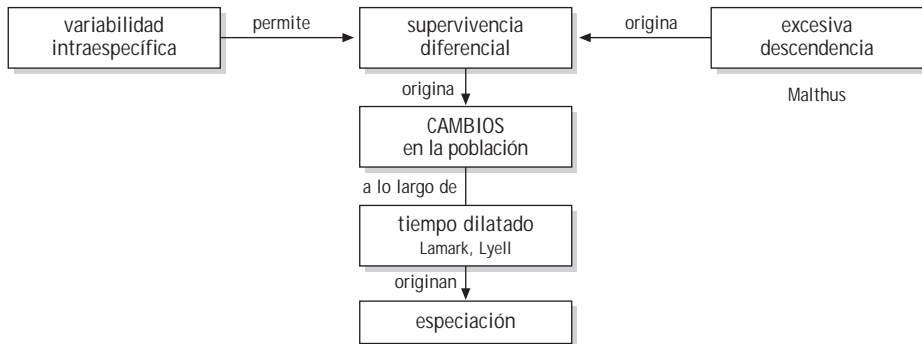 variabilidad
intraespecífica
permite
supervivencia
diferencial
origina
excesiva
descendencia
Malthus
origina
CAMBIOS
en la población
a lo largo de
tiempo dilatado
Lamark, Lyell
originan
especiación